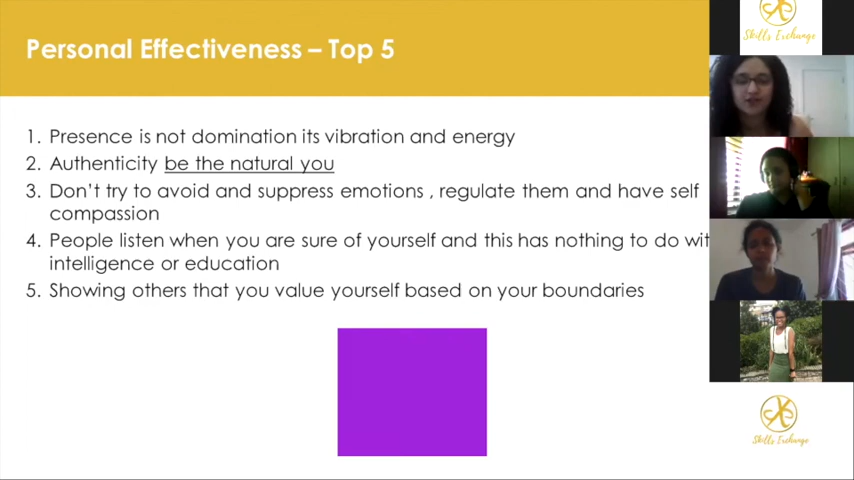 Personal Effectiveness – Top 5
Skills Exchange
1. Presence is not domination its vibration and energy
2. Authenticity be the natural you
3. Don't try to avoid and suppress emotions , regulate them and have self
compassion
4. People listen when you are sure of yourself and this has nothing to do wit
intelligence or education
5. Showing others that you value yourself based on your boundaries
Skills Exchange